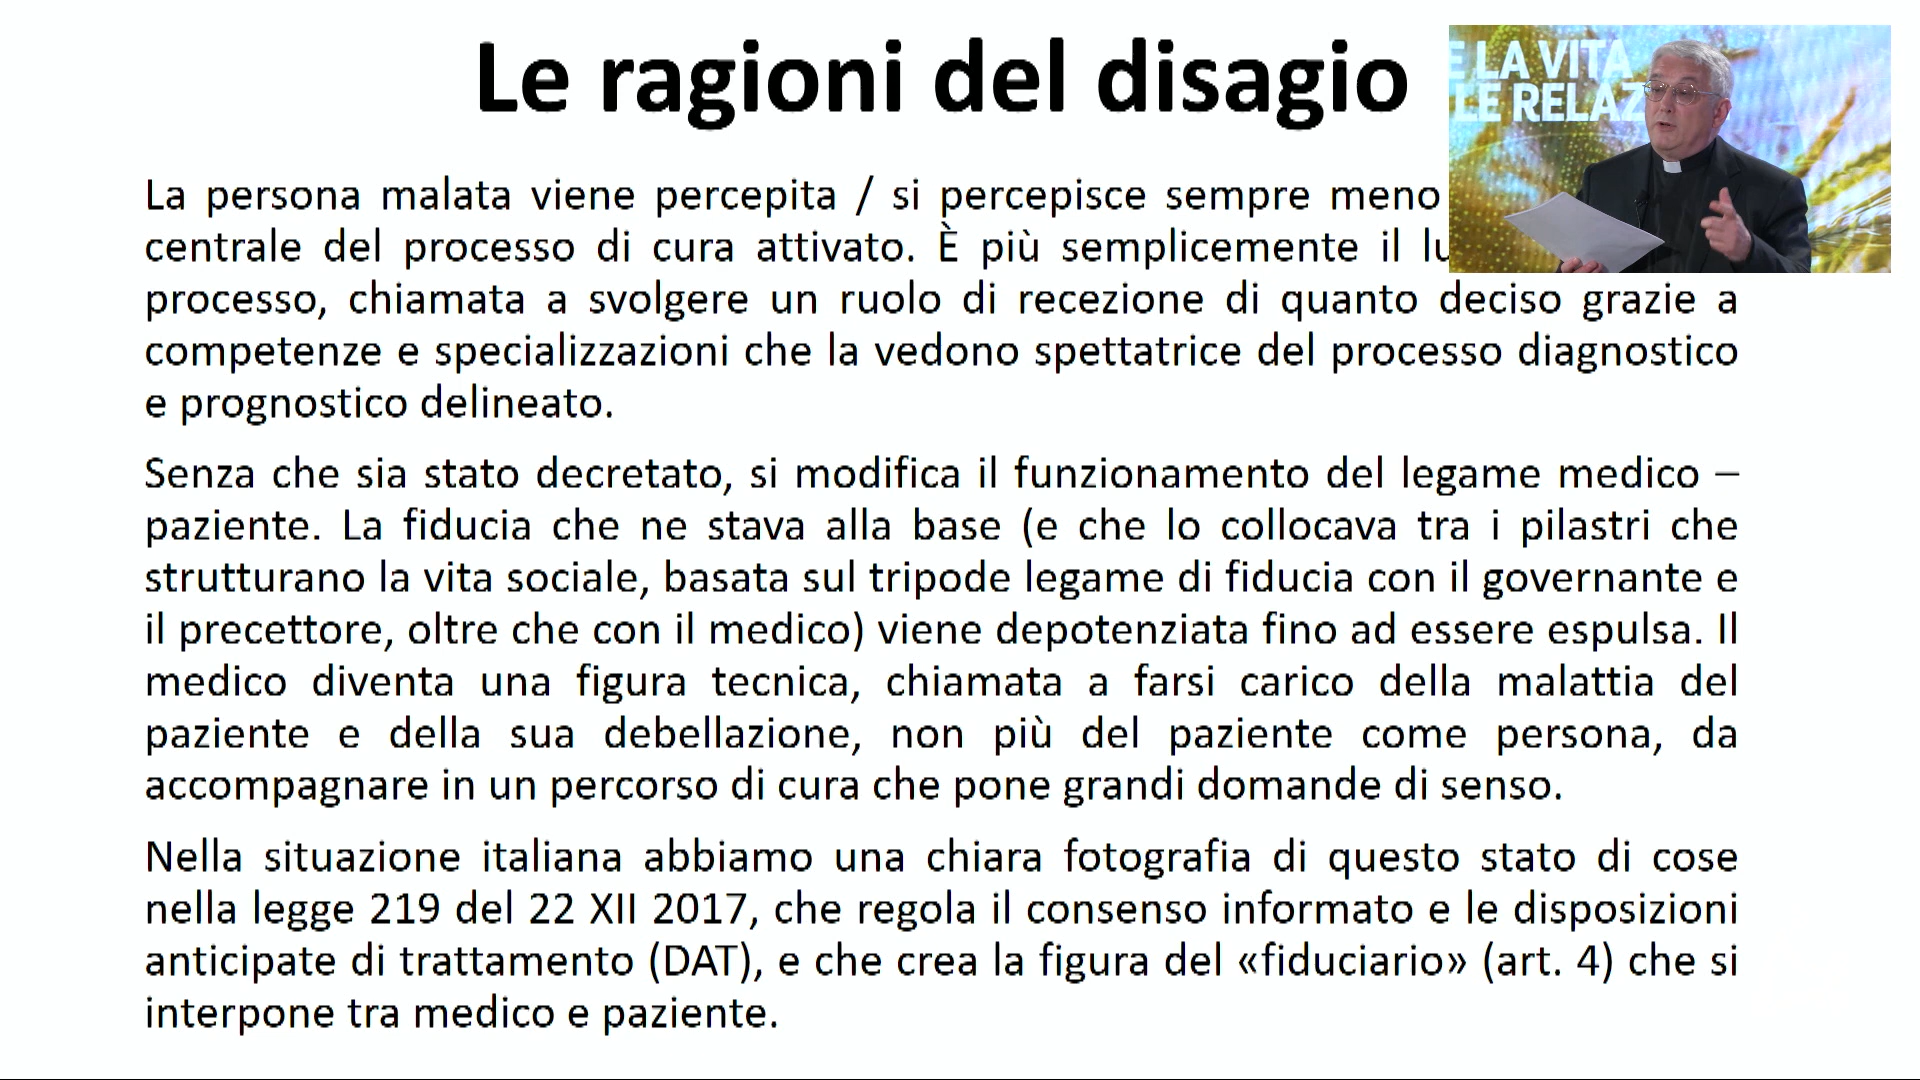 Le ragioni del disagio
E LA VITA
LE RELAZ
La persona malata viene percepita / si percepisce sempre meno
centrale del processo di cura attivato. È più semplicemente il
processo, chiamata a svolgere un ruolo di recezione di quanto deciso grazie a
competenze e specializzazioni che la vedono spettatrice del processo diagnostico
e prognostico delineato.
Senza che sia stato decretato, si modifica il funzionamento del legame medico –
paziente. La fiducia che ne stava alla base (e che lo collocava tra i pilastri che
strutturano la vita sociale, basata sul tripode legame di fiducia con il governante e
il precettore, oltre che con il medico) viene depotenziata fino ad essere espulsa. Il
medico diventa una figura tecnica, chiamata a farsi carico della malattia del
paziente e della sua debellazione, non più del paziente come persona, da
accompagnare in un percorso di cura che pone grandi domande di senso.
Nella situazione italiana abbiamo una chiara fotografia di questo stato di cose
nella legge 219 del 22 XII 2017, che regola il consenso informato e le disposizioni
anticipate di trattamento (DAT), e che crea la figura del «fiduciario» (art. 4) che si
interpone tra medico e paziente.